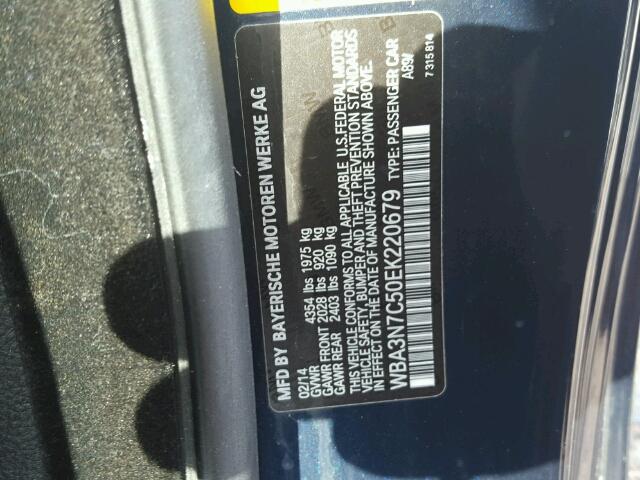 MFD BY BAYERISCHE MOTOREN WERKE AG
02/14
GVWR 4354 lbs 1975 kg
GAWR FRONT 2028 lbs 920 kg
GAWR REAR 2403 lbs 1090 kg
THIS VEHICLE CONFORMS TO ALL APPLICABLE U.S.FEDERAL MOTOR
VEHICLE SAFETY, BUMPER AND THEFT PREVENTION STANDARDS
IN EFFECT ON THE DATE OF MANUFACTURE SHOWN ABOVE.
WBA3N7C50EK220679 TYPE: PASSENGER CAR
A89/
7 315 814